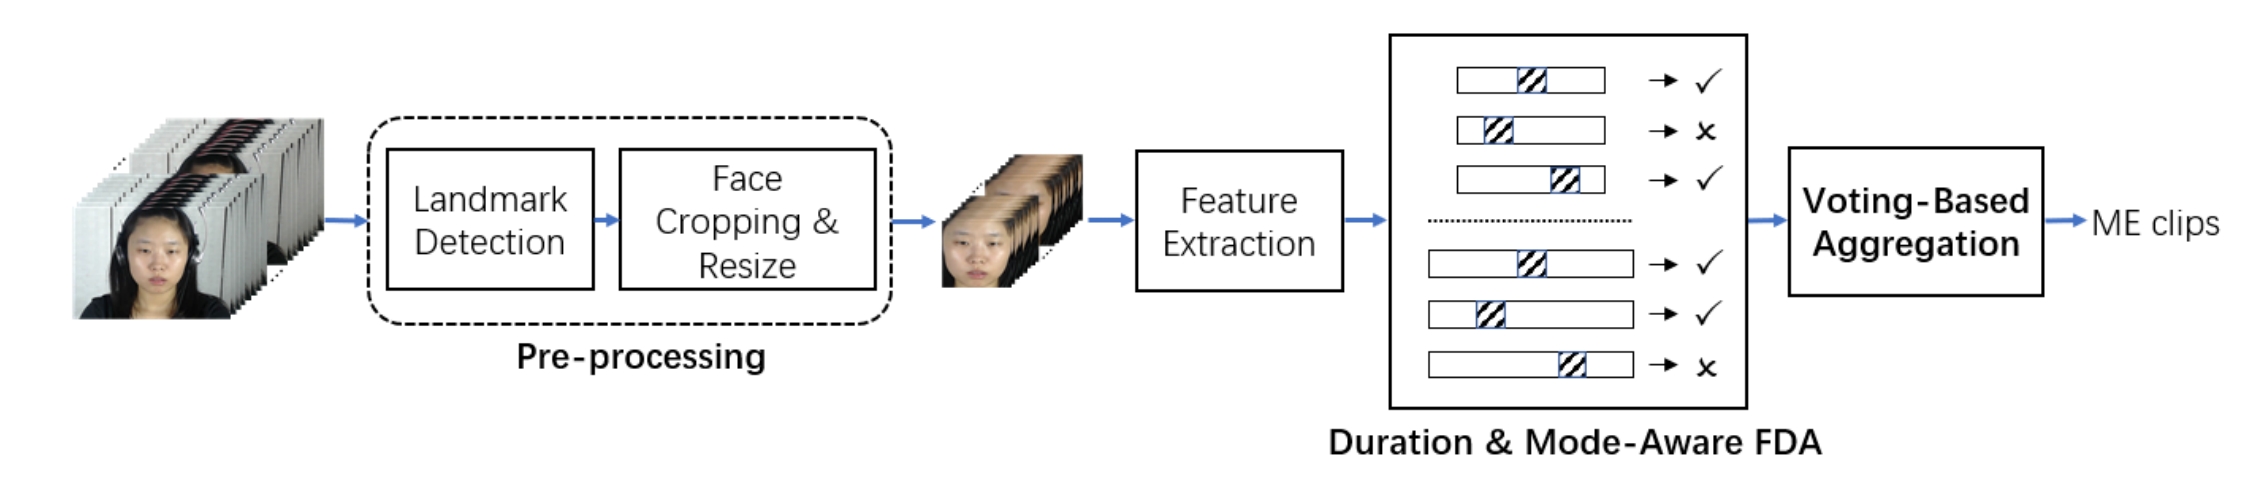 Landmark
Detection
Face
Cropping &
Resize
Pre-processing
Feature
Extraction
Duration & Mode-Aware FDA
Voting-Based
Aggregation
ME clips